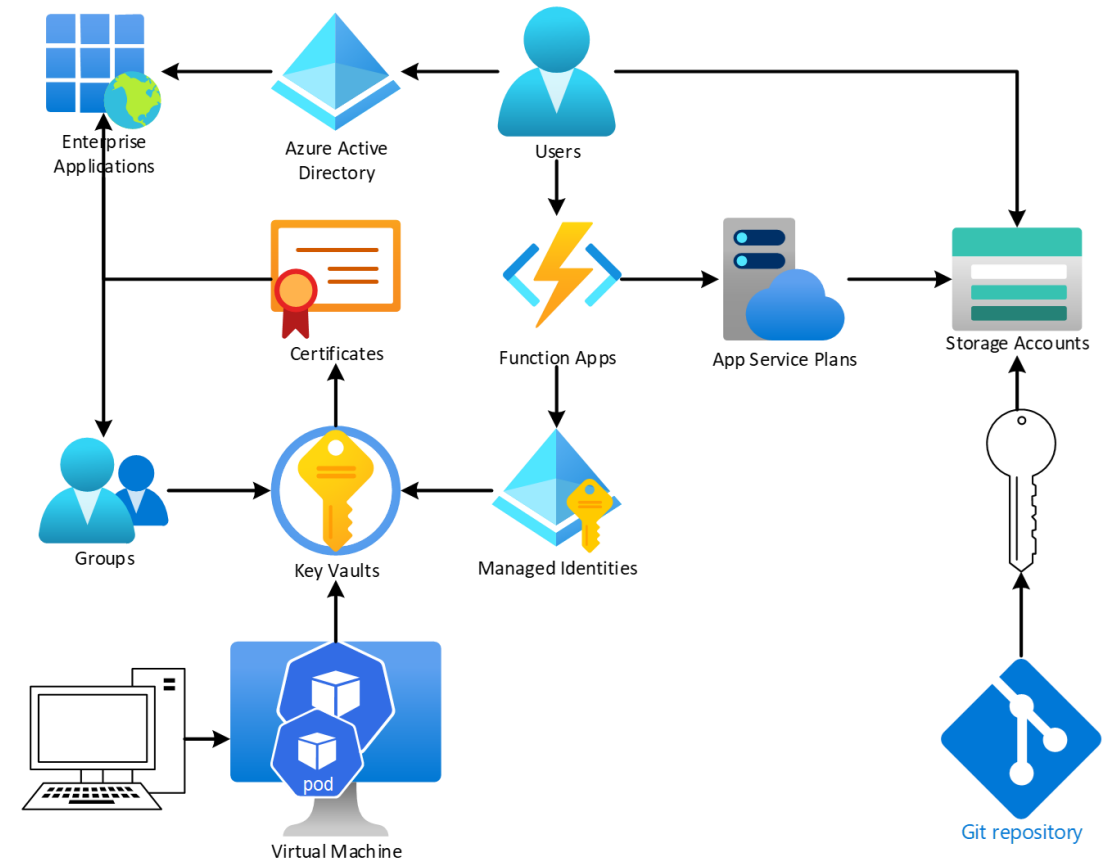 Enterprise
Applications
Azure Active
Directory
Users
Certificates
Function Apps
App Service Plans
Storage Accounts
Groups
Key Vaults
Managed Identities
pod
Virtual Machine
Git repository